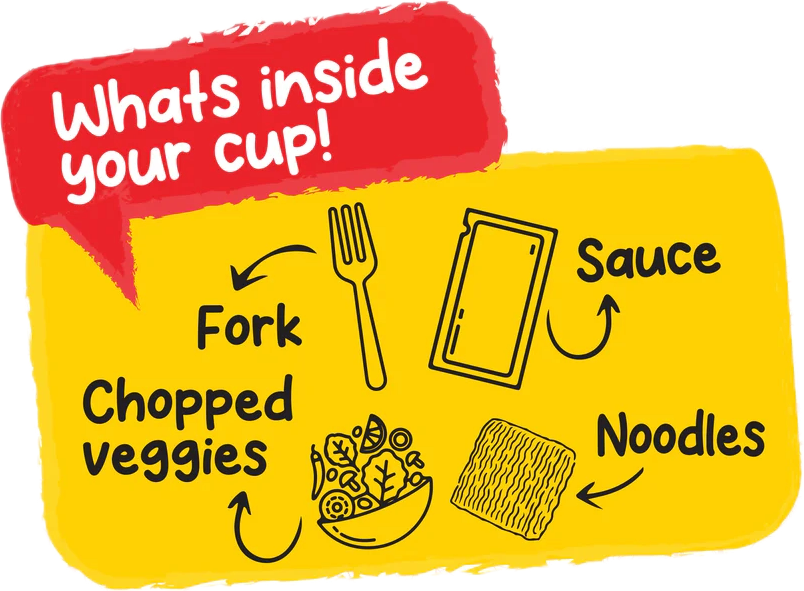 Whats inside
your cup!
Fork
Sauce
Chopped
veggies
Noodles